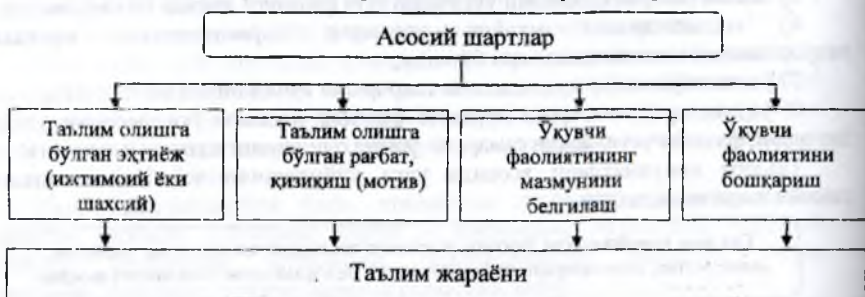 Асосий шартлар
Таълим олишга
бўлган эҳтиёж
(ижтимоий ёки
шахсий)
Таълим олишга
бўлган рағбат,
қизиқиш (мотив)
Ўқувчи
фаолиятининг
мазмунини
белгилаш
Ўқувчи
фаолиятини
бошқариш
Таълим жараёни